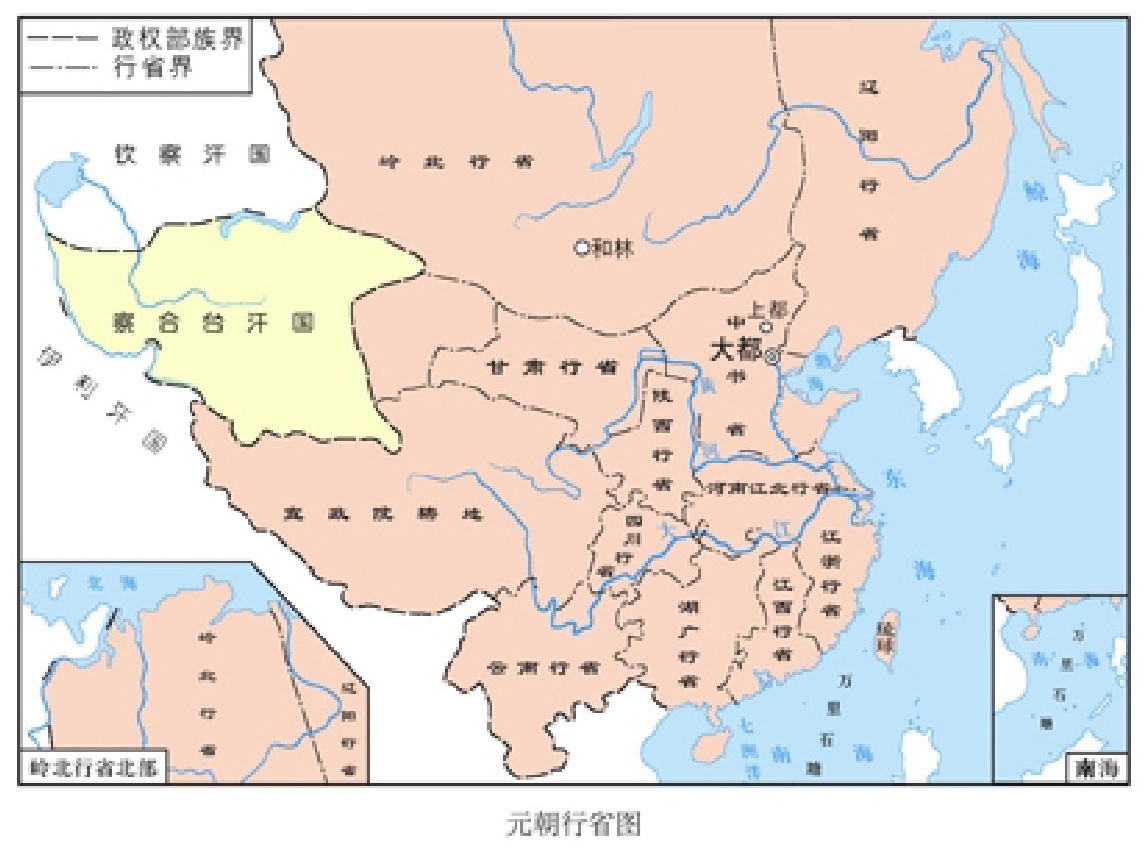 政权部族界
行省界
钦察汗国
岭北行省
辽阳行省
鲸海
和林
察合台汗国
伊利汗国
上都
中书省
大都
渤海
甘肃行省
陕西行省
黄河
河南江北行省
东海
宣政院辖地
四川行省
大江
江浙行省
江西行省
湖广行省
云南行省
琉球
万里石塘
七洲洋
南海
北海
岭北行省
辽阳行省
岭北行省北部
万里石塘
南海
南海
元朝行省图